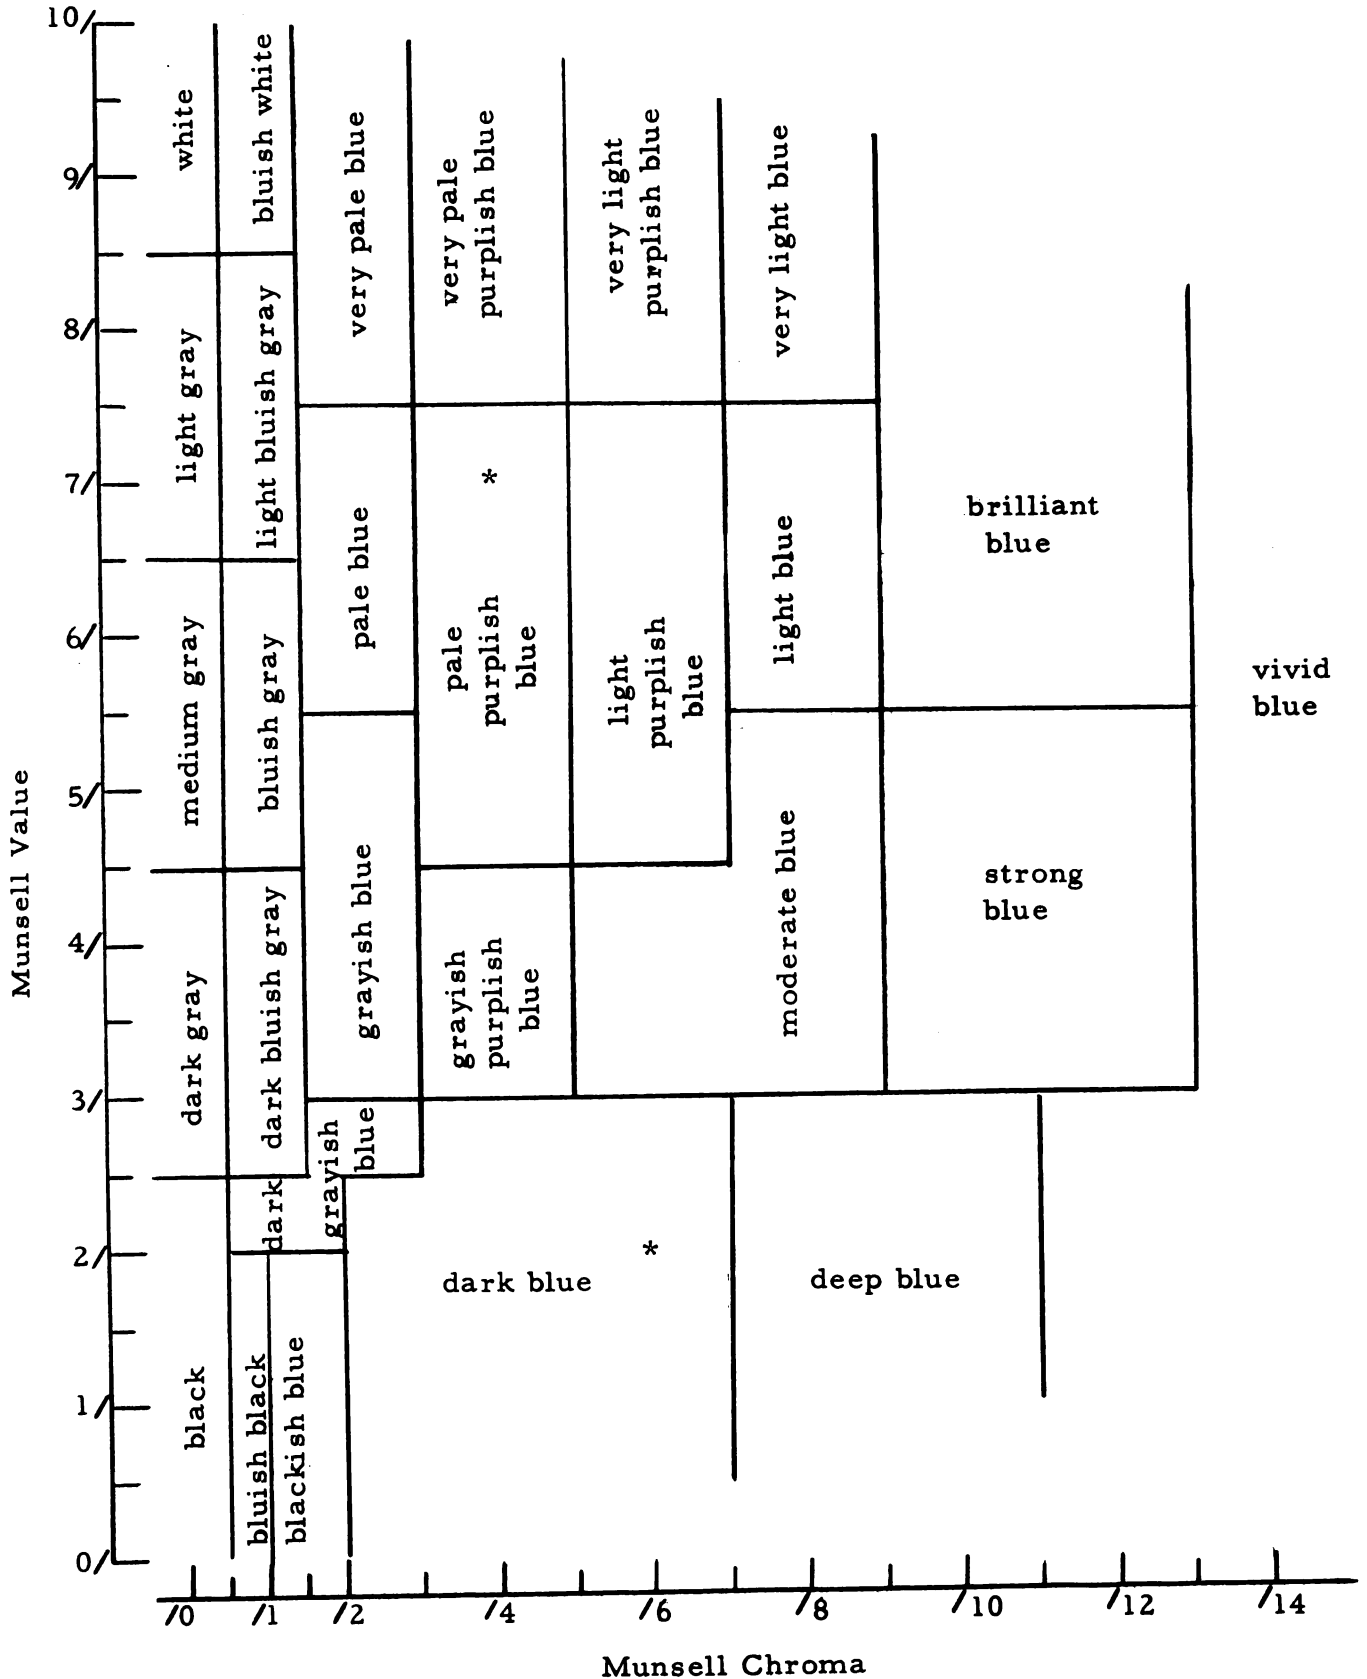 10/
9/
8/
7/
6/
5/
4/
3/
2/
1/
0/
Munsell Value
white
bluish white
very pale blue
very pale
purplish blue
very light
purplish blue
very light blue
light gray
light bluish gray
pale blue
*
pale
purplish
blue
light
purplish
blue
light blue
brilliant
blue
vivid
blue
medium gray
bluish gray
grayish blue
grayish
purplish
blue
moderate blue
strong
blue
dark gray
dark bluish gray
dark grayish
blue
*
dark blue
deep blue
black
bluish black
blackish blue
/0 /1 /2 /4 /6 /8 /10 /12 /14
Munsell Chroma